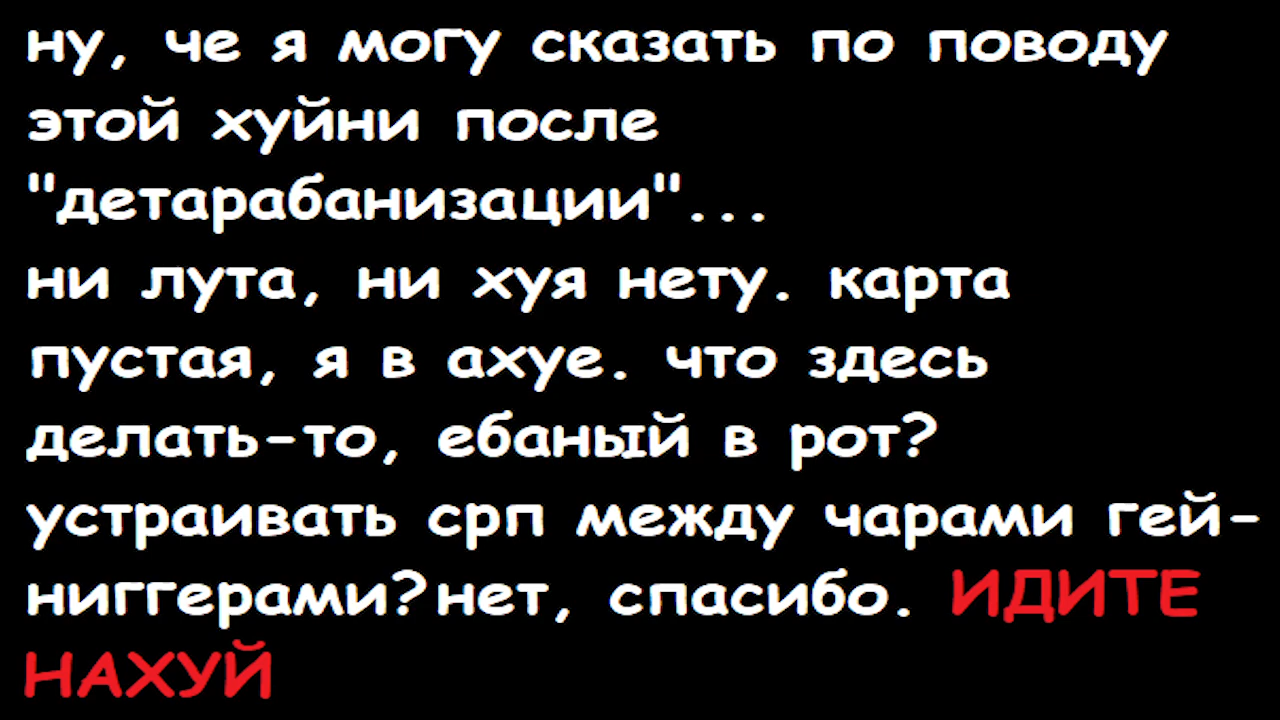 ну, че я могу сказать по поводу
этой хуйни после
"детарабанизации"...
ни лута, ни хуя нету. карта
пустая, я в ахуе. что здесь
делать-то, ебаный в рот?
устраивать срп между чарами гей-
ниггерами?нет, спасибо. ИДИТЕ
НАХУЙ